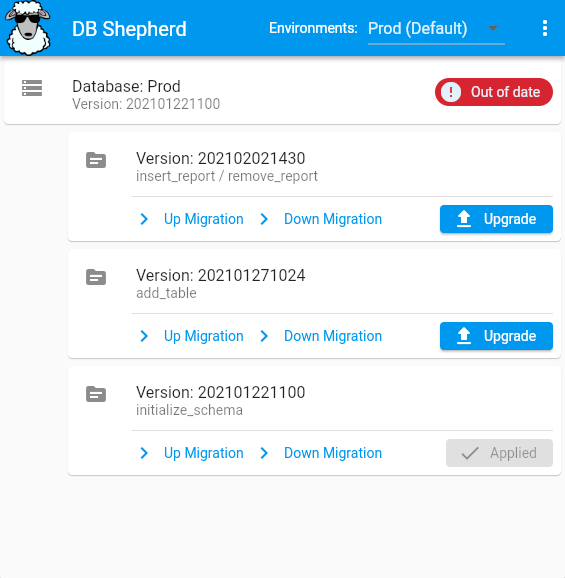 DB Shepherd
Environments: Prod (Default)
Database: Prod
Version: 202101221100
Out of date
Version: 202102021430
insert_report / remove_report
Up Migration Down Migration Upgrade
Version: 202101271024
add_table
Up Migration Down Migration Upgrade
Version: 202101221100
initialize_schema
Up Migration Down Migration Applied